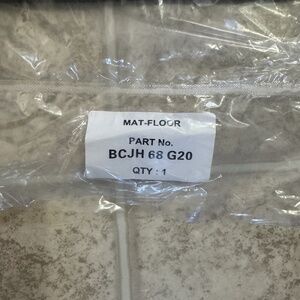 MAT-FLOOR
PART No.
BCJH 68 G20
QTY : 1